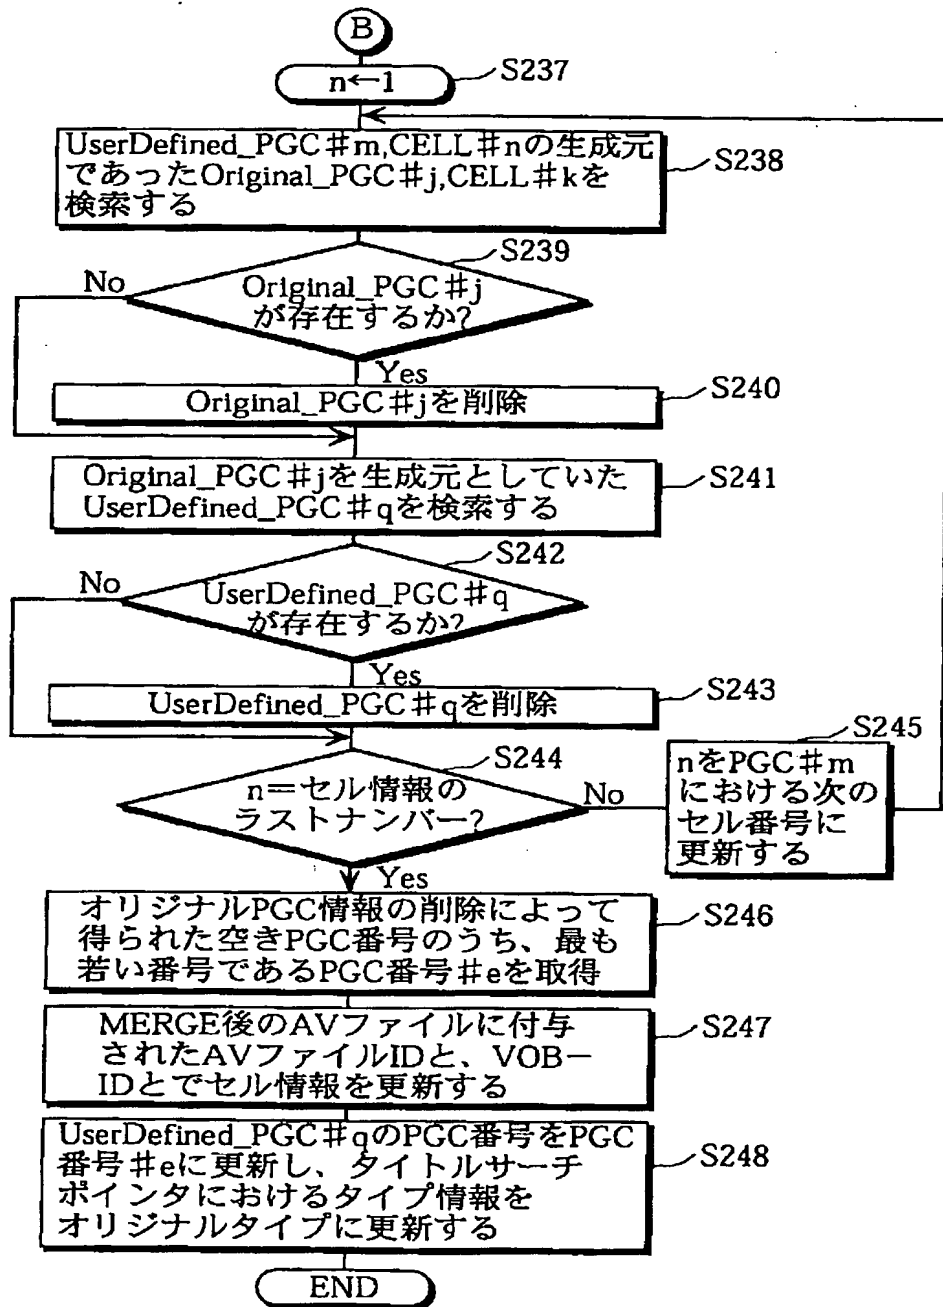 B
n←1
S237
UserDefined_PGC#m,CELL#nの生成元
であったOriginal_PGC#j,CELL#kを
検索する
S238
S239
No
Original_PGC#j
が存在するか?
Yes
Original_PGC#jを削除
S240
Original_PGC#jを生成元としていた
UserDefined_PGC#qを検索する
S241
S242
No
UserDefined_PGC#q
が存在するか?
Yes
UserDefined_PGC#qを削除
S243
S244
n=セル情報の
ラストナンバー?
No
S245
nをPGC#m
における次の
セル番号に
更新する
Yes
オリジナルPGC情報の削除によって
得られた空きPGC番号のうち、最も
若い番号であるPGC番号#eを取得
S246
MERGE後のAVファイルに付与
されたAVファイルIDと、VOB−
IDとでセル情報を更新する
S247
UserDefined_PGC#qのPGC番号をPGC
番号#eに更新し、タイトルサーチ
ポインタにおけるタイプ情報を
オリジナルタイプに更新する
S248
END